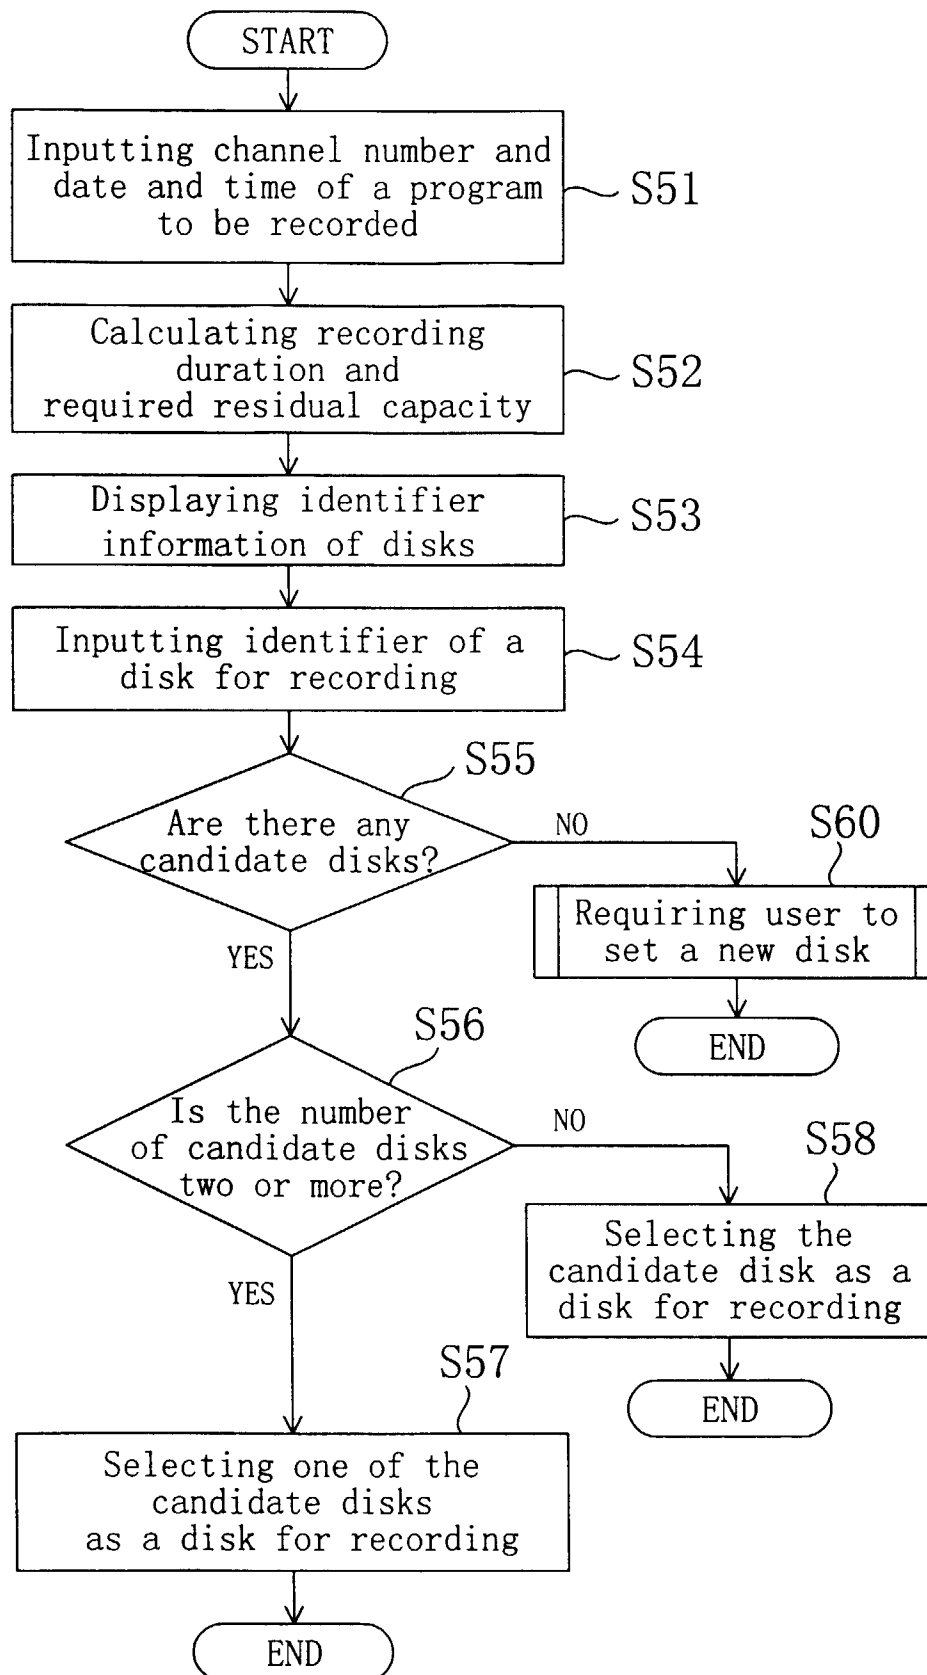 START
Inputting channel number and
date and time of a program
to be recorded
S51
Calculating recording
duration and
required residual capacity
S52
Displaying identifier
information of disks
S53
Inputting identifier of a
disk for recording
S54
S55
Are there any
candidate disks?
NO
YES
S60
Requiring user to
set a new disk
END
S56
Is the number
of candidate disks
two or more?
NO
YES
S58
Selecting the
candidate disk as a
disk for recording
END
S57
Selecting one of the
candidate disks
as a disk for recording
END